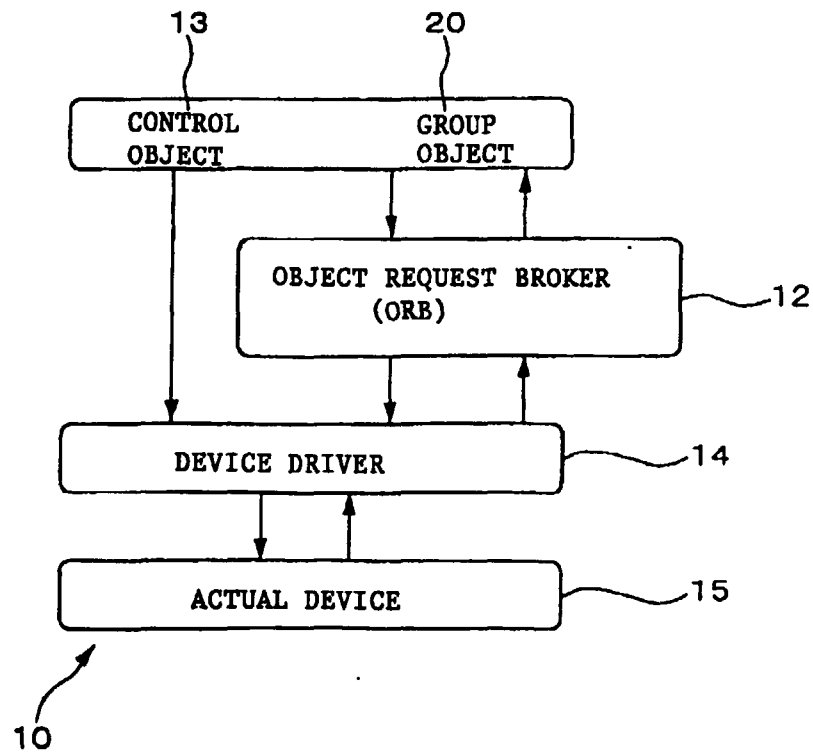 13
20
CONTROL GROUP
OBJECT OBJECT
OBJECT REQUEST BROKER
(ORB)
12
DEVICE DRIVER
14
ACTUAL DEVICE
15
10